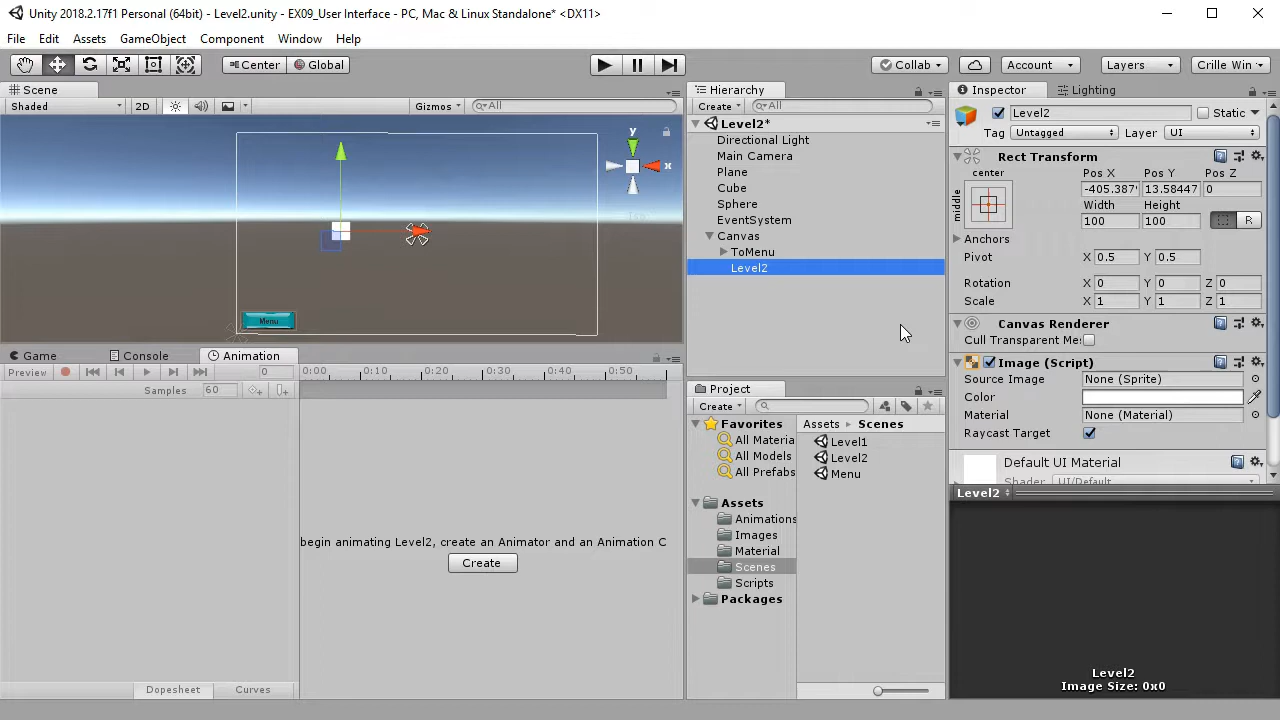 Unity 2018.2.17f1 Personal (64bit) - Level2.unity - EX09_User Interface - PC, Mac & Linux Standalone* <DX11>
File Edit Assets GameObject Component Window Help
Center Global Collab Account Layers Crille Win
Scene
Shaded 2D Gizmos All
y
x
Menu
Hierarchy
Create All
Level2*
Directional Light
Main Camera
Plane
Cube
Sphere
EventSystem
Canvas
ToMenu
Level2
Inspector Lighting
Level2 Static
Tag Untagged Layer UI
Rect Transform
center Pos X Pos Y Pos Z
middle -405.387 13.58447 0
Width Height
100 100 R
Anchors
Pivot X 0.5 Y 0.5
Rotation X 0 Y 0 Z 0
Scale X 1 Y 1 Z 1
Canvas Renderer
Cull Transparent Me:
Image (Script)
Source Image None (Sprite)
Color
Material None (Material)
Raycast Target
Default UI Material
Shader UI/Default
Level2
Level2
Image Size: 0x0
Game Console Animation
Preview 0 0:00 0:10 0:20 0:30 0:40 0:50
Samples 60
begin animating Level2, create an Animator and an Animation C
Create
Dopesheet Curves
Project
Create
Favorites
All Materia
All Models
All Prefabs
Assets
Animations
Images
Material
Scenes
Scripts
Packages
Assets Scenes
Level1
Level2
Menu